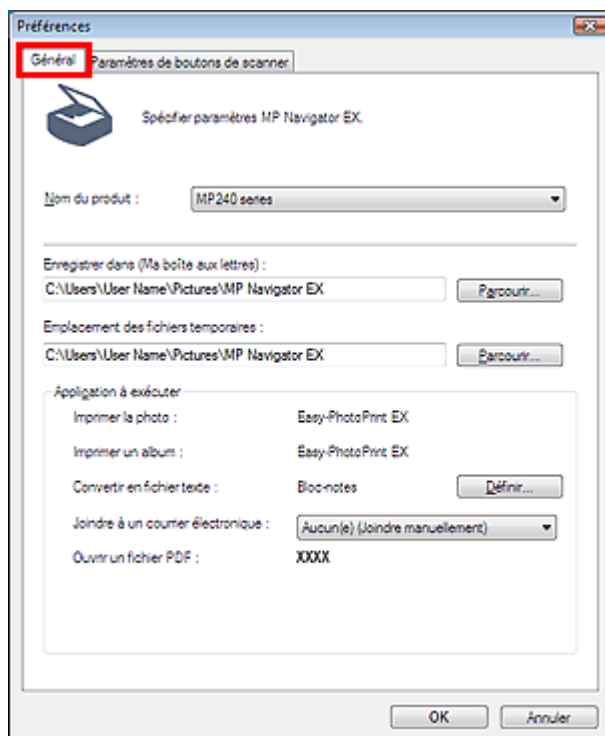 Préférences
Général
Paramètres de boutons de scanner
Spécifier paramètres MP Navigator EX.
Nom du produit :
MP240 series
Enregistrer dans (Ma boîte aux lettres) :
C:\Users\User Name\Pictures\MP Navigator EX
Parcourir...
Emplacement des fichiers temporaires :
C:\Users\User Name\Pictures\MP Navigator EX
Parcourir...
Application à exécuter
Imprimer la photo :
Easy-PhotoPrint EX
Imprimer un album :
Easy-PhotoPrint EX
Convertir en fichier texte :
Bloc-notes
Définir...
Joindre à un courrier électronique :
Aucun(e) (Joindre manuellement)
Ouvrir un fichier PDF :
XXXX
OK
Annuler